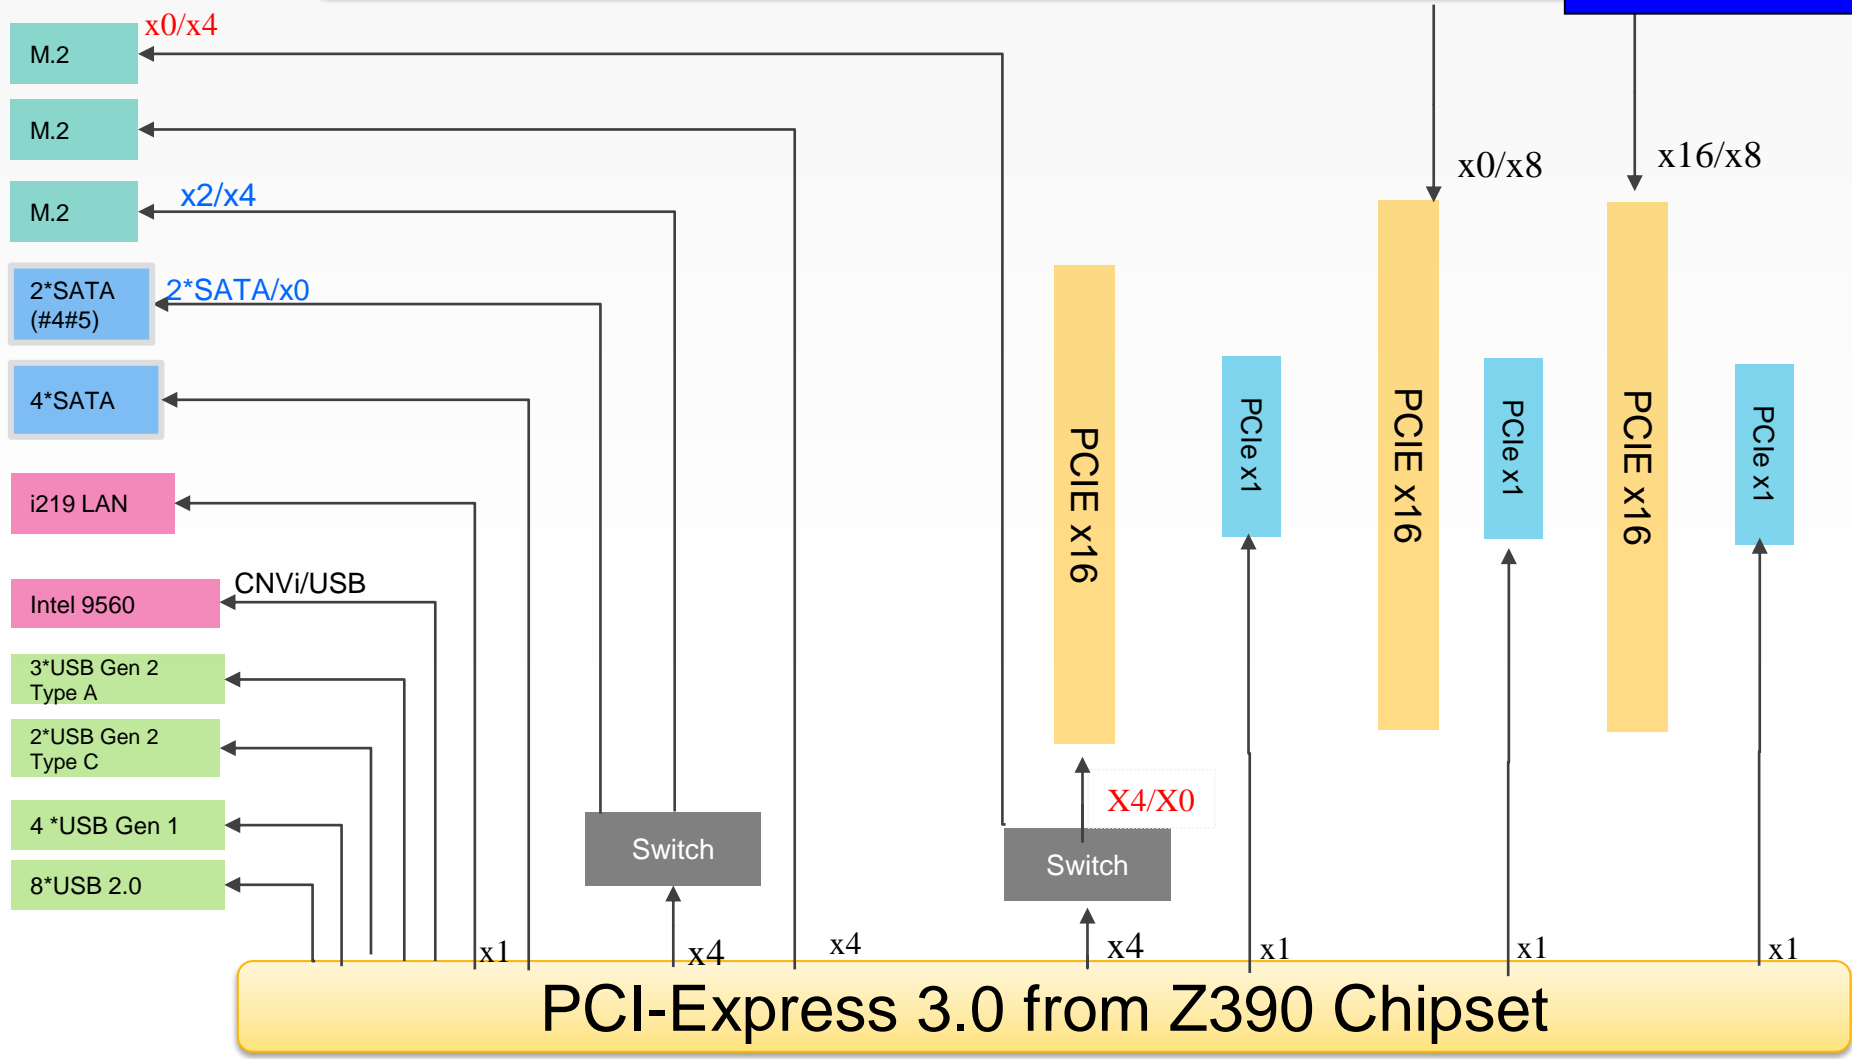 x0/x4
M.2
M.2
x0/x8
x16/x8
x2/x4
M.2
2*SATA
(#4#5)
2*SATA/x0
4*SATA
PCIE x16
PCIe x1
PCIE x16
PCIe x1
PCIE x16
PCIe x1
i219 LAN
CNVi/USB
Intel 9560
3*USB Gen 2
Type A
2*USB Gen 2
Type C
X4/X0
4 *USB Gen 1
Switch
Switch
8*USB 2.0
x1
x4
x4
x4
x1
x1
x1
PCI-Express 3.0 from Z390 Chipset